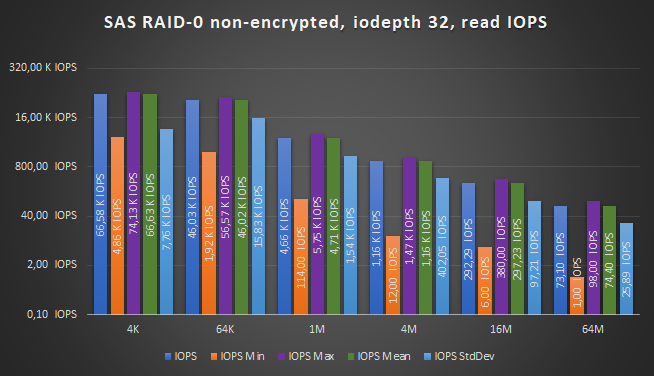 SAS RAID-0 non-encrypted, iodepth 32, read IOPS
320,00 K IOPS
16,00 K IOPS
800,00 IOPS
40,00 IOPS
2,00 IOPS
0,10 IOPS
66,58 K IOPS
4,86 K IOPS
74,13 K IOPS
66,63 K IOPS
7,76 K IOPS
46,03 K IOPS
1,92 K IOPS
56,57 K IOPS
46,02 K IOPS
15,83 K IOPS
4,66 K IOPS
114,00 IOPS
5,75 K IOPS
4,71 K IOPS
1,54 K IOPS
1,16 K IOPS
12,00 IOPS
1,47 K IOPS
1,16 K IOPS
402,05 IOPS
292,29 IOPS
6,00 IOPS
380,00 IOPS
297,23 IOPS
97,21 IOPS
73,10 IOPS
1,00 IOPS
98,00 IOPS
74,40 IOPS
25,89 IOPS
4K 64K 1M 4M 16M 64M
IOPS IOPS Min IOPS Max IOPS Mean IOPS StdDev